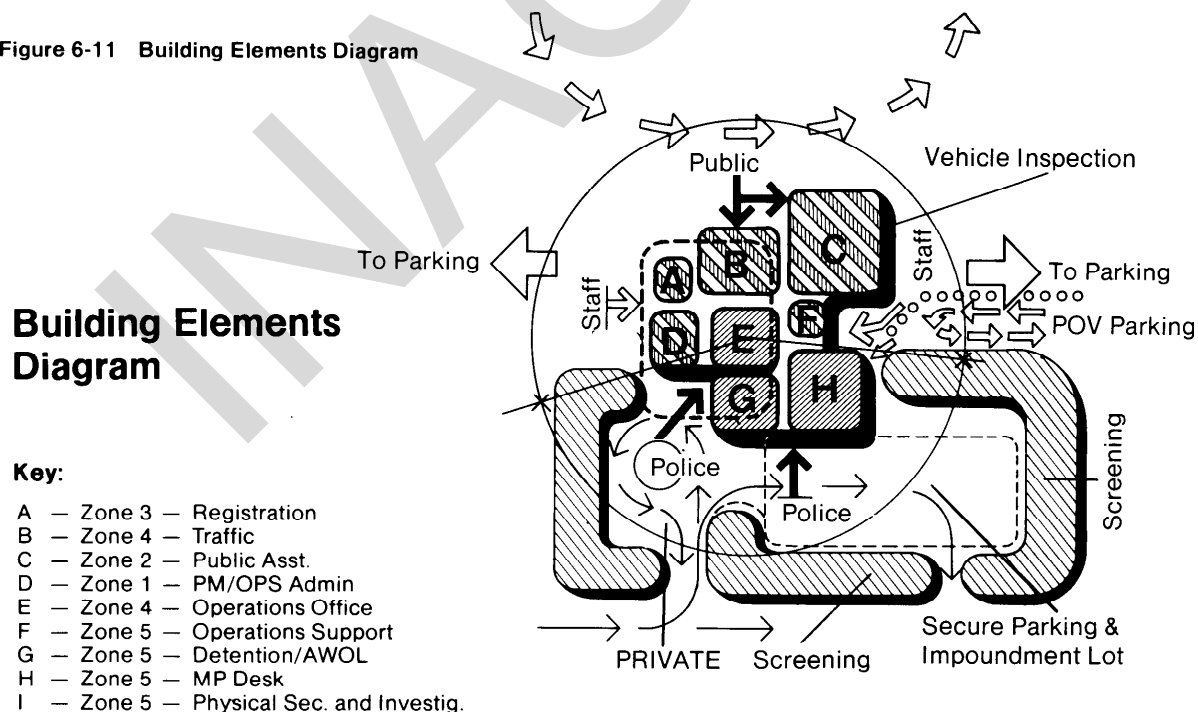 Figure 6-11 Building Elements Diagram
Public
Vehicle Inspection
To Parking
Staff
Staff
To Parking
POV Parking
A
B
C
D
E
F
G
H
Building Elements
Diagram
Police
Police
Screening
Key:
A — Zone 3 — Registration
B — Zone 4 — Traffic
C — Zone 2 — Public Asst.
D — Zone 1 — PM/OPS Admin
E — Zone 4 — Operations Office
F — Zone 5 — Operations Support
G — Zone 5 — Detention/AWOL
H — Zone 5 — MP Desk
I — Zone 5 — Physical Sec. and Investig.
PRIVATE
Screening
Secure Parking &
Impoundment Lot
INAC